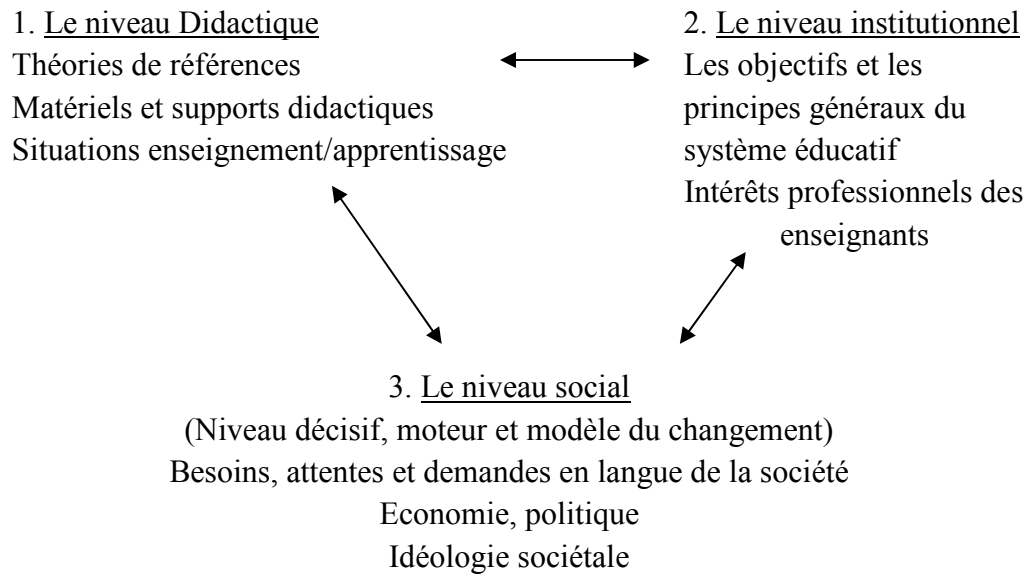 1. Le niveau Didactique
Théories de références
Matériels et supports didactiques
Situations enseignement/apprentissage
2. Le niveau institutionnel
Les objectifs et les
principes généraux du
système éducatif
Intérêts professionnels des
enseignants
3. Le niveau social
(Niveau décisif, moteur et modèle du changement)
Besoins, attentes et demandes en langue de la société
Economie, politique
Idéologie sociétale